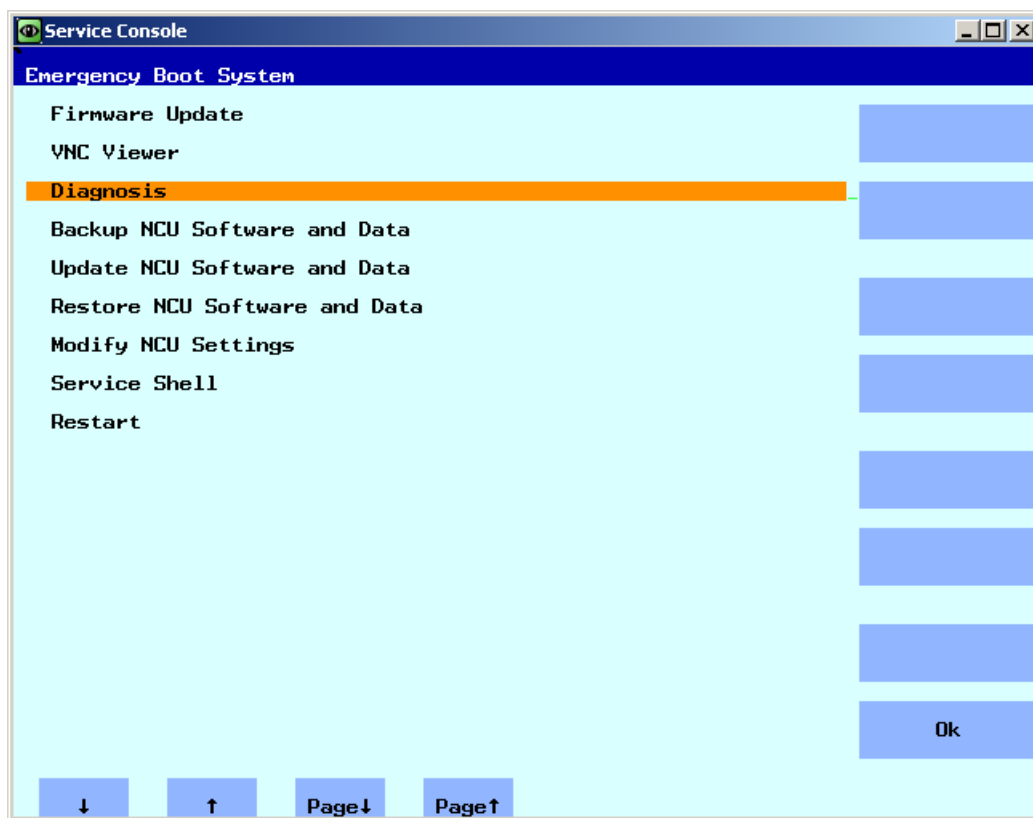 Service Console
Emergency Boot System
Firmware Update
VNC Viewer
Diagnosis
Backup NCU Software and Data
Update NCU Software and Data
Restore NCU Software and Data
Modify NCU Settings
Service Shell
Restart
Ok
↓ ↑ Page↓ Page↑